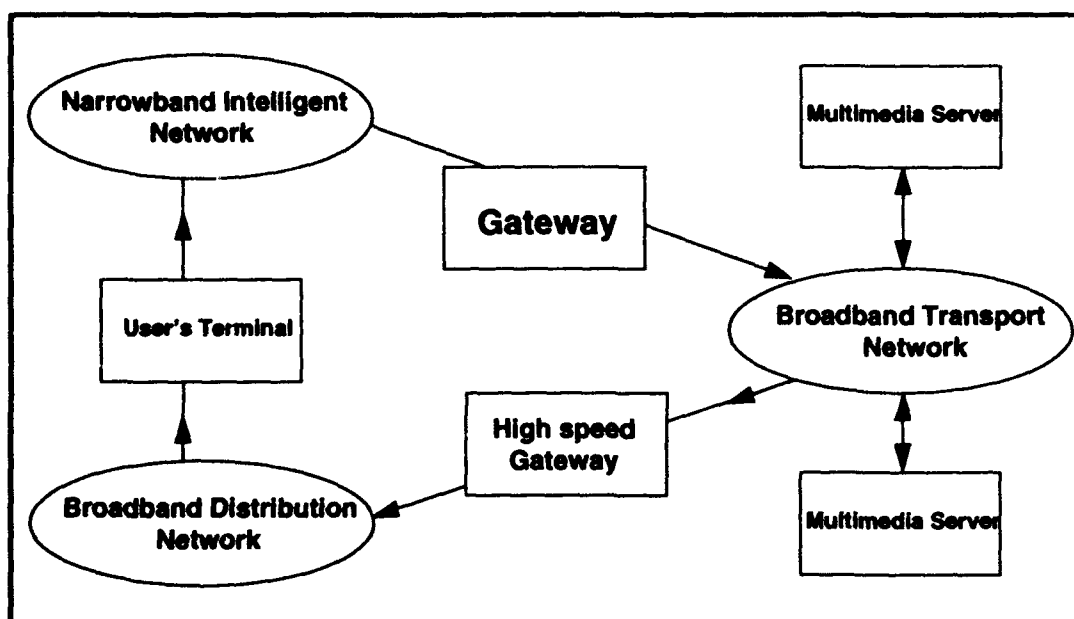 Narrowband Intelligent
Network
Multimedia Server
Gateway
User's Terminal
Broadband Transport
Network
High speed
Gateway
Broadband Distribution
Network
Multimedia Server